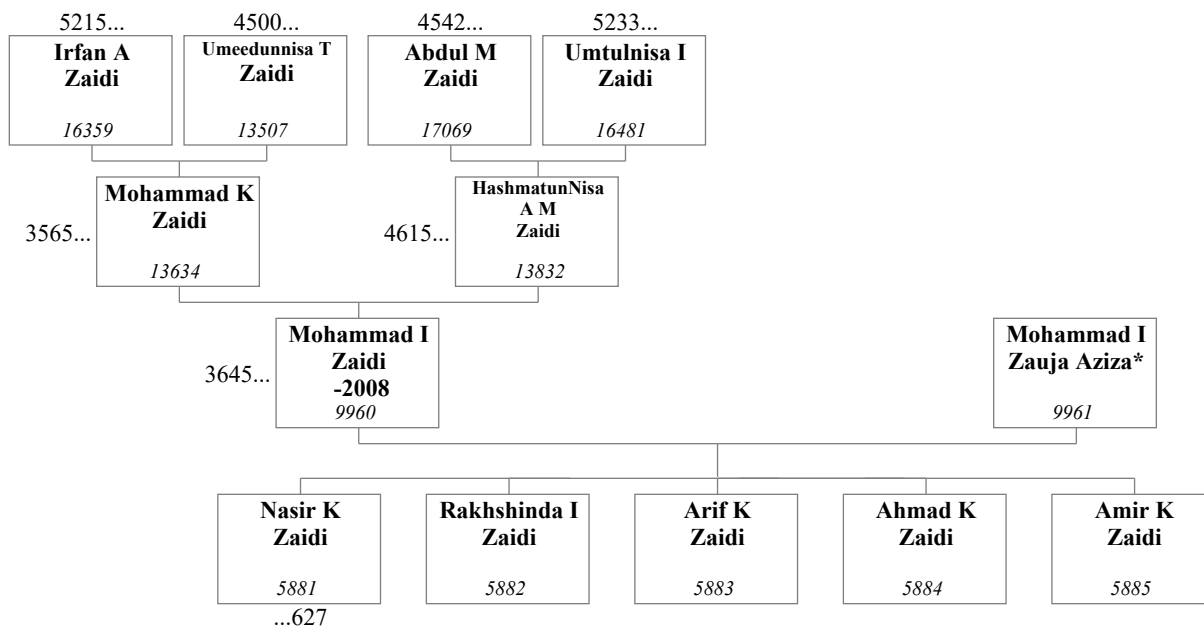 5215...
4500...
4542...
5233...
Irfan A
Zaidi
16359
Umeedunnisa T
Zaidi
13507
Abdul M
Zaidi
17069
Umtulnisa I
Zaidi
16481
3565...
Mohammad K
Zaidi
13634
4615...
HashmatunNisa
A M
Zaidi
13832
3645...
Mohammad I
Zaidi
-2008
9960
Mohammad I
Zauja Aziza*
9961
Nasir K
Zaidi
5881
Rakhshinda I
Zaidi
5882
Arif K
Zaidi
5883
Ahmad K
Zaidi
5884
Amir K
Zaidi
5885
...627